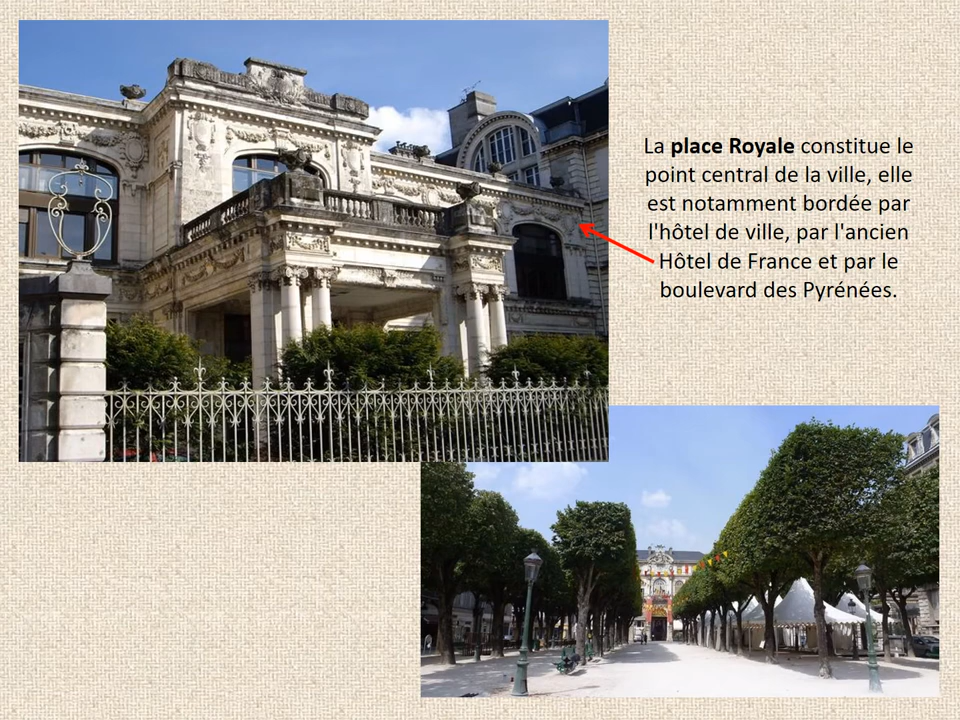 La place Royale constitue le
point central de la ville, elle
est notamment bordée par
l'hôtel de ville, par l'ancien
Hôtel de France et par le
boulevard des Pyrénées.